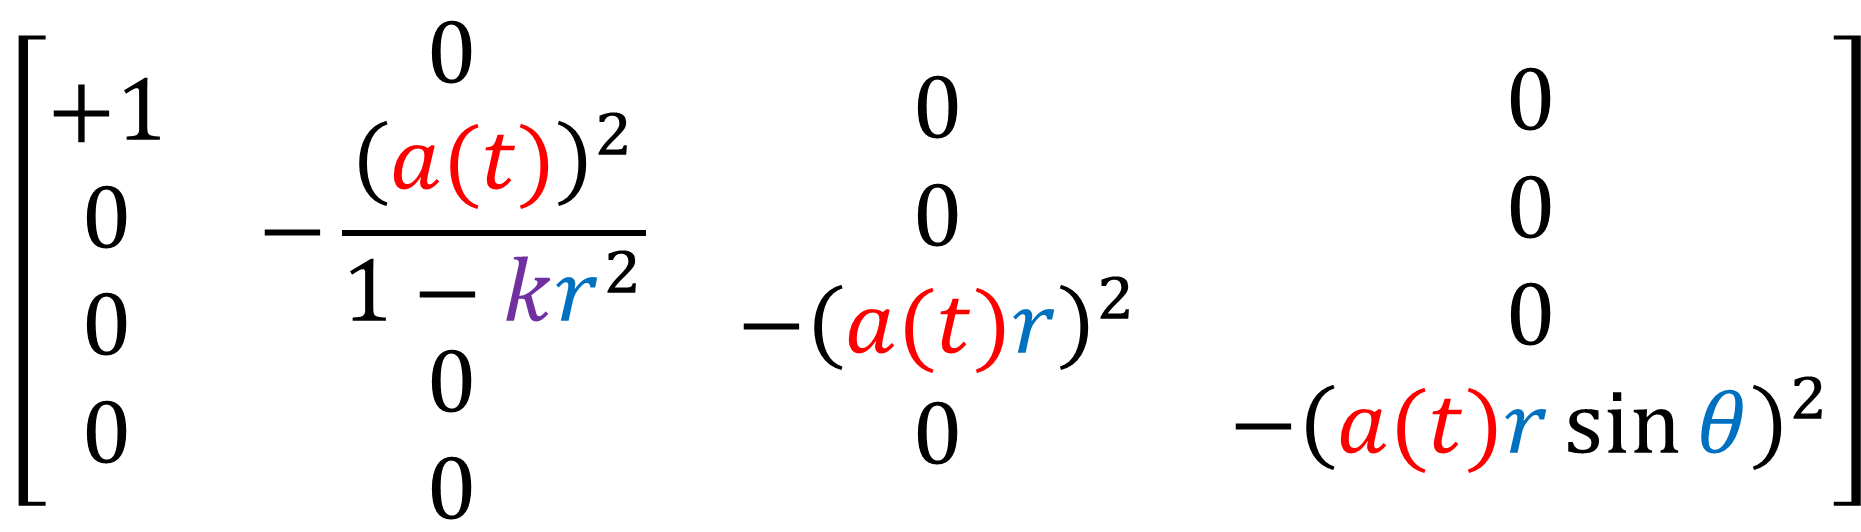 +1 0 0 0
0 −(a(t))²/(1 − kr²) 0 0
0 0 −(a(t)r)² 0
0 0 0 −(a(t)r sin θ)²